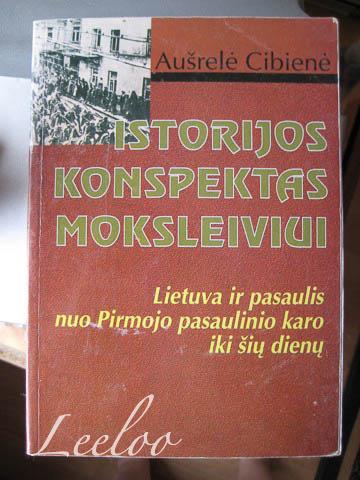 Aušrelė Cibienė
ISTORIJOS
KONSPEKTAS
MOKSLEIVIUI
Lietuva ir pasaulis
nuo Pirmojo pasaulinio karo
iki šių dienų
Leeloo